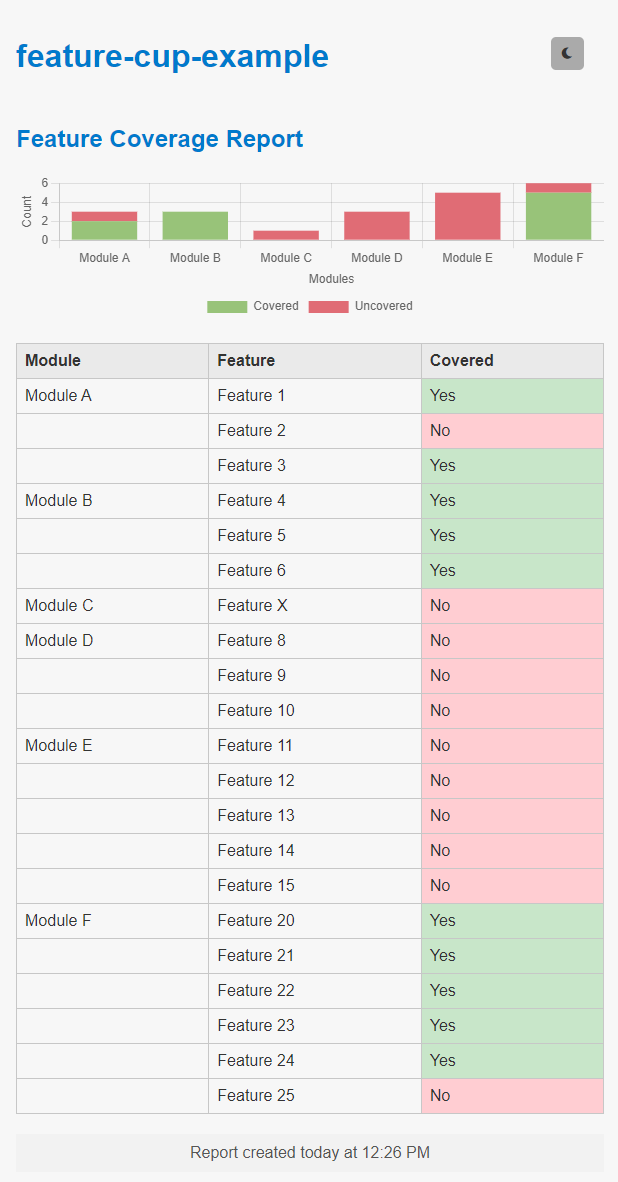 feature-cup-example
Feature Coverage Report
6
4
2
0
Count
Module A Module B Module C Module D Module E Module F
Modules
Covered Uncovered
Module Feature Covered
Module A Feature 1 Yes
Feature 2 No
Feature 3 Yes
Module B Feature 4 Yes
Feature 5 Yes
Feature 6 Yes
Module C Feature X No
Module D Feature 8 No
Feature 9 No
Feature 10 No
Module E Feature 11 No
Feature 12 No
Feature 13 No
Feature 14 No
Feature 15 No
Module F Feature 20 Yes
Feature 21 Yes
Feature 22 Yes
Feature 23 Yes
Feature 24 Yes
Feature 25 No
Report created today at 12:26 PM